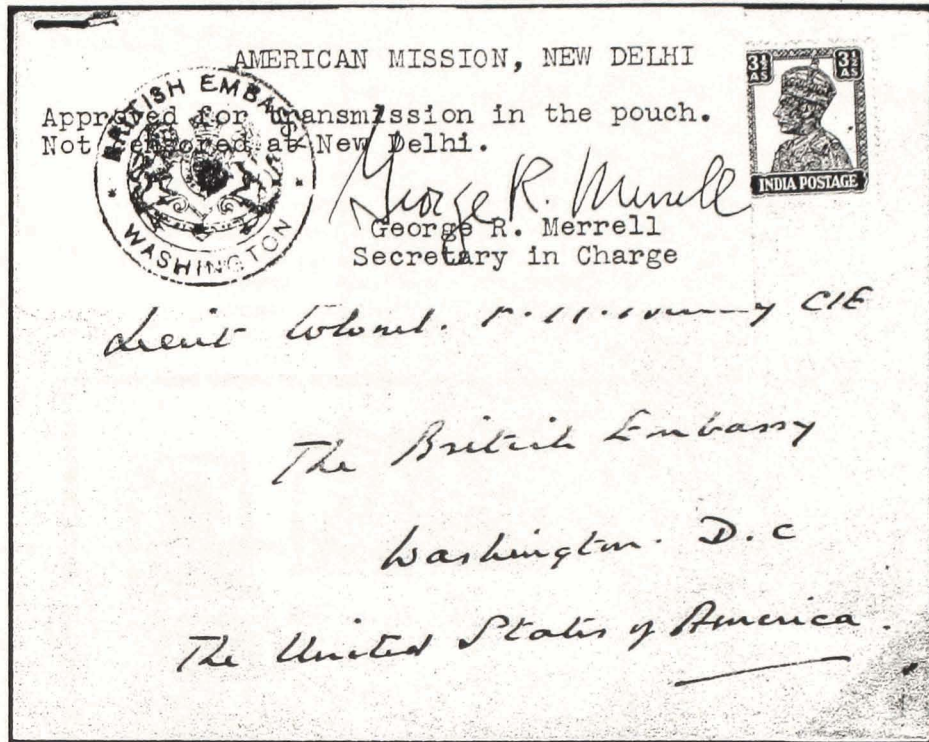 AMERICAN MISSION, NEW DELHI
3½ AS 3½ AS
BRITISH EMBASSY
Approved for transmission in the pouch.
Not censored at New Delhi.
INDIA POSTAGE
George R. Merrell
George R. Merrell
WASHINGTON
Secretary in Charge
Lieut Colonel. CIE
The British Embassy
Washington. D.C
The United States of America.